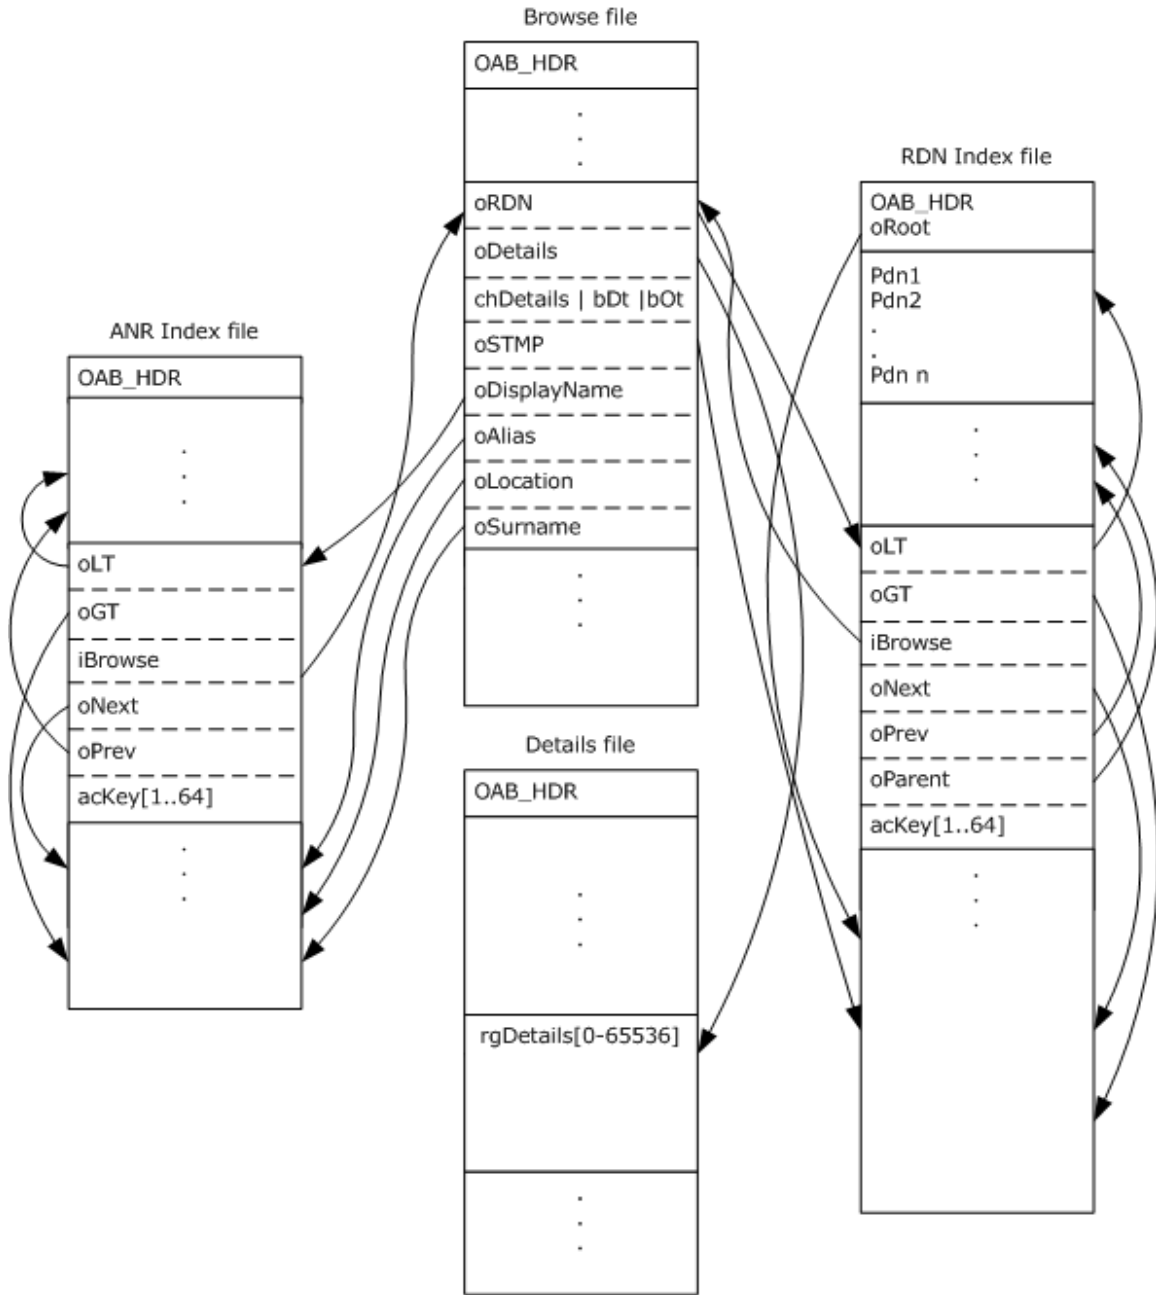 Browse file
OAB_HDR
.
.
.
oRDN
oDetails
chDetails | bDt |bOt
oSTMP
oDisplayName
oAlias
oLocation
oSurname
.
.
.
RDN Index file
OAB_HDR
oRoot
Pdn1
Pdn2
.
.
Pdn n
.
.
.
oLT
oGT
iBrowse
oNext
oPrev
oParent
acKey[1..64]
.
.
.
ANR Index file
OAB_HDR
.
.
.
oLT
oGT
iBrowse
oNext
oPrev
acKey[1..64]
.
.
.
Details file
OAB_HDR
.
.
.
rgDetails[0-65536]
.
.
.